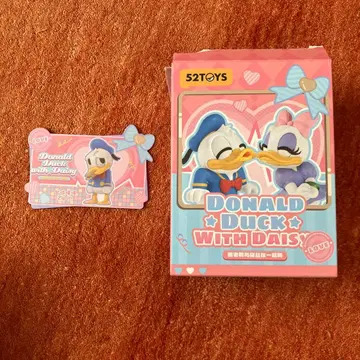 Donald
Duck
with Daisy
52TOYS
DONALD
DUCK
WITH DAISY
LOVE